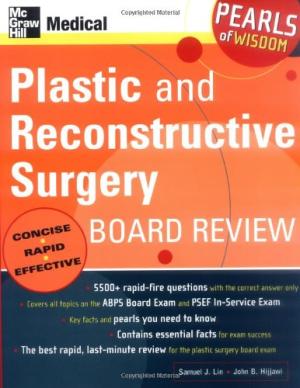 Mc
Graw
Hill
Medical
PEARLS
of WISDOM
Plastic and
Reconstructive
Surgery
BOARD REVIEW
CONCISE
RAPID
EFFECTIVE
• 5500+ rapid-fire questions with the correct answer only
• Covers all topics on the ABPS Board Exam and PSEF In-Service Exam
• Key facts and pearls you need to know
• Contains essential facts for exam success
• The best rapid, last-minute review for the plastic surgery board exam
Samuel J. Lin • John B. Hijjawi